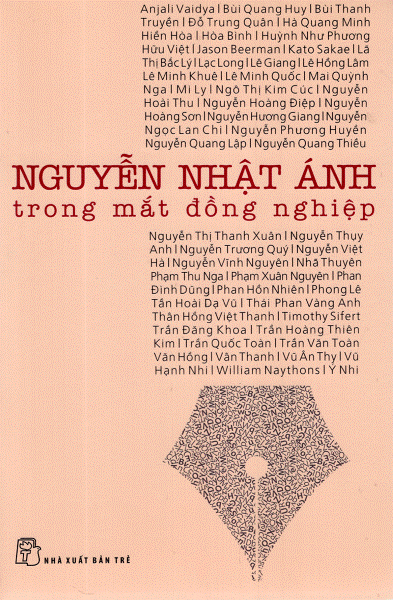 Anjali Vaidya | Bùi Quang Huy | Bùi Thanh
Truyền | Đỗ Trung Quân | Hà Quang Minh
Hiền Hòa | Hòa Bình | Huỳnh Như Phương
Hữu Việt | Jason Beerman | Kato Sakae | Lã
Thị Bắc Lý | Lạc Long | Lê Giang | Lê Hồng Lâm
Lê Minh Khuê | Lê Minh Quốc | Mai Quỳnh
Nga | Mi Ly | Ngô Thị Kim Cúc | Nguyễn
Hoài Thu | Nguyễn Hoàng Điệp | Nguyễn
Hoàng Sơn | Nguyễn Hương Giang | Nguyễn
Ngọc Lan Chi | Nguyễn Phương Huyền
Nguyễn Quang Lập | Nguyễn Quang Thiều
NGUYỄN NHẬT ÁNH
trong mắt đồng nghiệp
Nguyễn Thị Thanh Xuân | Nguyễn Thụy
Anh | Nguyễn Trương Quý | Nguyễn Việt
Hà | Nguyễn Vĩnh Nguyên | Nhã Thuyên
Phạm Thu Nga | Phạm Xuân Nguyên | Phan
Đình Dũng | Phan Hồn Nhiên | Phong Lê
Tần Hoài Dạ Vũ | Thái Phan Vàng Anh
Thân Hồng Việt Thanh | Timothy Sifert
Trần Đăng Khoa | Trần Hoàng Thiên
Kim | Trần Quốc Toàn | Trần Văn Toàn
Văn Hồng | Vân Thanh | Vũ Ân Thy | Vũ
Hạnh Nhi | William Naythons | Ý Nhi
NHÀ XUẤT BẢN TRẺ